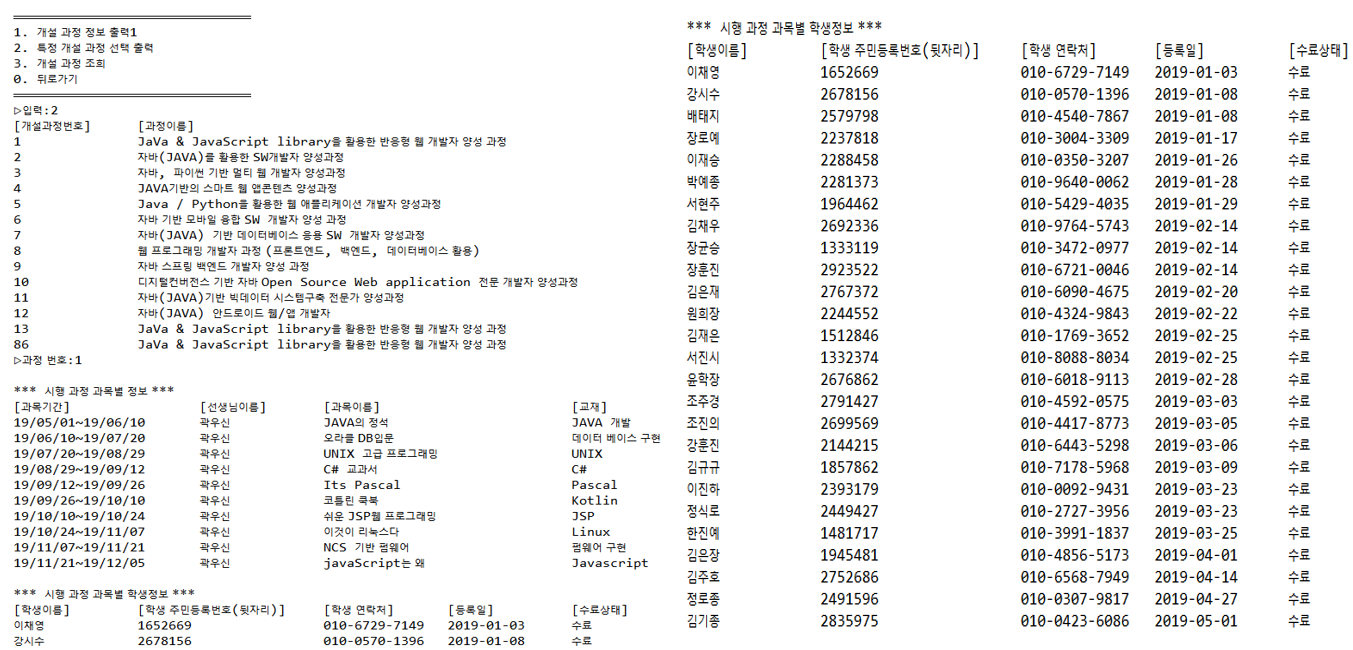 1. 개설 과정 정보 출력1
2. 특정 개설 과정 선택 출력
3. 개설 과정 조회
0. 뒤로가기
▷입력:2
[개설과정번호] [과정이름]
1 JaVa & JavaScript library을 활용한 반응형 웹 개발자 양성 과정
2 자바(JAVA)를 활용한 SW개발자 양성과정
3 자바, 파이썬 기반 멀티 웹 개발자 양성과정
4 JAVA기반의 스마트 웹 앱콘텐츠 양성과정
5 Java / Python을 활용한 웹 애플리케이션 개발자 양성과정
6 자바 기반 모바일 융합 SW 개발자 양성 과정
7 자바(JAVA) 기반 데이터베이스 응용 SW 개발자 양성과정
8 웹 프로그래밍 개발자 과정 (프론트엔드, 백엔드, 데이터베이스 활용)
9 자바 스프링 백엔드 개발자 양성 과정
10 디지털컨버전스 기반 자바 Open Source Web application 전문 개발자 양성과정
11 자바(JAVA)기반 빅데이터 시스템구축 전문가 양성과정
12 자바(JAVA) 안드로이드 웹/앱 개발자
13 JaVa & JavaScript library을 활용한 반응형 웹 개발자 양성 과정
86 JaVa & JavaScript library을 활용한 반응형 웹 개발자 양성 과정
▷과정 번호:1
*** 시행 과정 과목별 정보 ***
[과목기간] [선생님이름] [과목이름] [교재]
19/05/01~19/06/10 곽우신 JAVA의 정석 JAVA 개발
19/06/10~19/07/20 곽우신 오라클 DB입문 데이터 베이스 구현
19/07/20~19/08/29 곽우신 UNIX 고급 프로그래밍 UNIX
19/08/29~19/09/12 곽우신 C# 교과서 C#
19/09/12~19/09/26 곽우신 Its Pascal Pascal
19/09/26~19/10/10 곽우신 코틀린 쿡북 Kotlin
19/10/10~19/10/24 곽우신 쉬운 JSP웹 프로그래밍 JSP
19/10/24~19/11/07 곽우신 이것이 리눅스다 Linux
19/11/07~19/11/21 곽우신 NCS 기반 펌웨어 펌웨어 구현
19/11/21~19/12/05 곽우신 javaScript는 왜 Javascript
*** 시행 과정 과목별 학생정보 ***
[학생이름] [학생 주민등록번호(뒷자리)] [학생 연락처] [등록일] [수료상태]
이채영 1652669 010-6729-7149 2019-01-03 수료
강시수 2678156 010-0570-1396 2019-01-08 수료
*** 시행 과정 과목별 학생정보 ***
[학생이름] [학생 주민등록번호(뒷자리)] [학생 연락처] [등록일] [수료상태]
이채영 1652669 010-6729-7149 2019-01-03 수료
강시수 2678156 010-0570-1396 2019-01-08 수료
배태지 2579798 010-4540-7867 2019-01-08 수료
장로예 2237818 010-3004-3309 2019-01-17 수료
이재승 2288458 010-0350-3207 2019-01-26 수료
박예종 2281373 010-9640-0062 2019-01-28 수료
서현주 1964462 010-5429-4035 2019-01-29 수료
김채우 2692336 010-9764-5743 2019-02-14 수료
장균승 1333119 010-3472-0977 2019-02-14 수료
장훈진 2923522 010-6721-0046 2019-02-14 수료
김은재 2767372 010-6090-4675 2019-02-20 수료
원희장 2244552 010-4324-9843 2019-02-22 수료
김재은 1512846 010-1769-3652 2019-02-25 수료
서진시 1332374 010-8088-8034 2019-02-25 수료
윤학장 2676862 010-6018-9113 2019-02-28 수료
조주경 2791427 010-4592-0575 2019-03-03 수료
조진의 2699569 010-4417-8773 2019-03-05 수료
강훈진 2144215 010-6443-5298 2019-03-06 수료
김규규 1857862 010-7178-5968 2019-03-09 수료
이진하 2393179 010-0092-9431 2019-03-23 수료
정식로 2449427 010-2727-3956 2019-03-23 수료
한진예 1481717 010-3991-1837 2019-03-25 수료
김은장 1945481 010-4856-5173 2019-04-01 수료
김주호 2752686 010-6568-7949 2019-04-14 수료
정로종 2491596 010-0307-9817 2019-04-27 수료
김기종 2835975 010-0423-6086 2019-05-01 수료